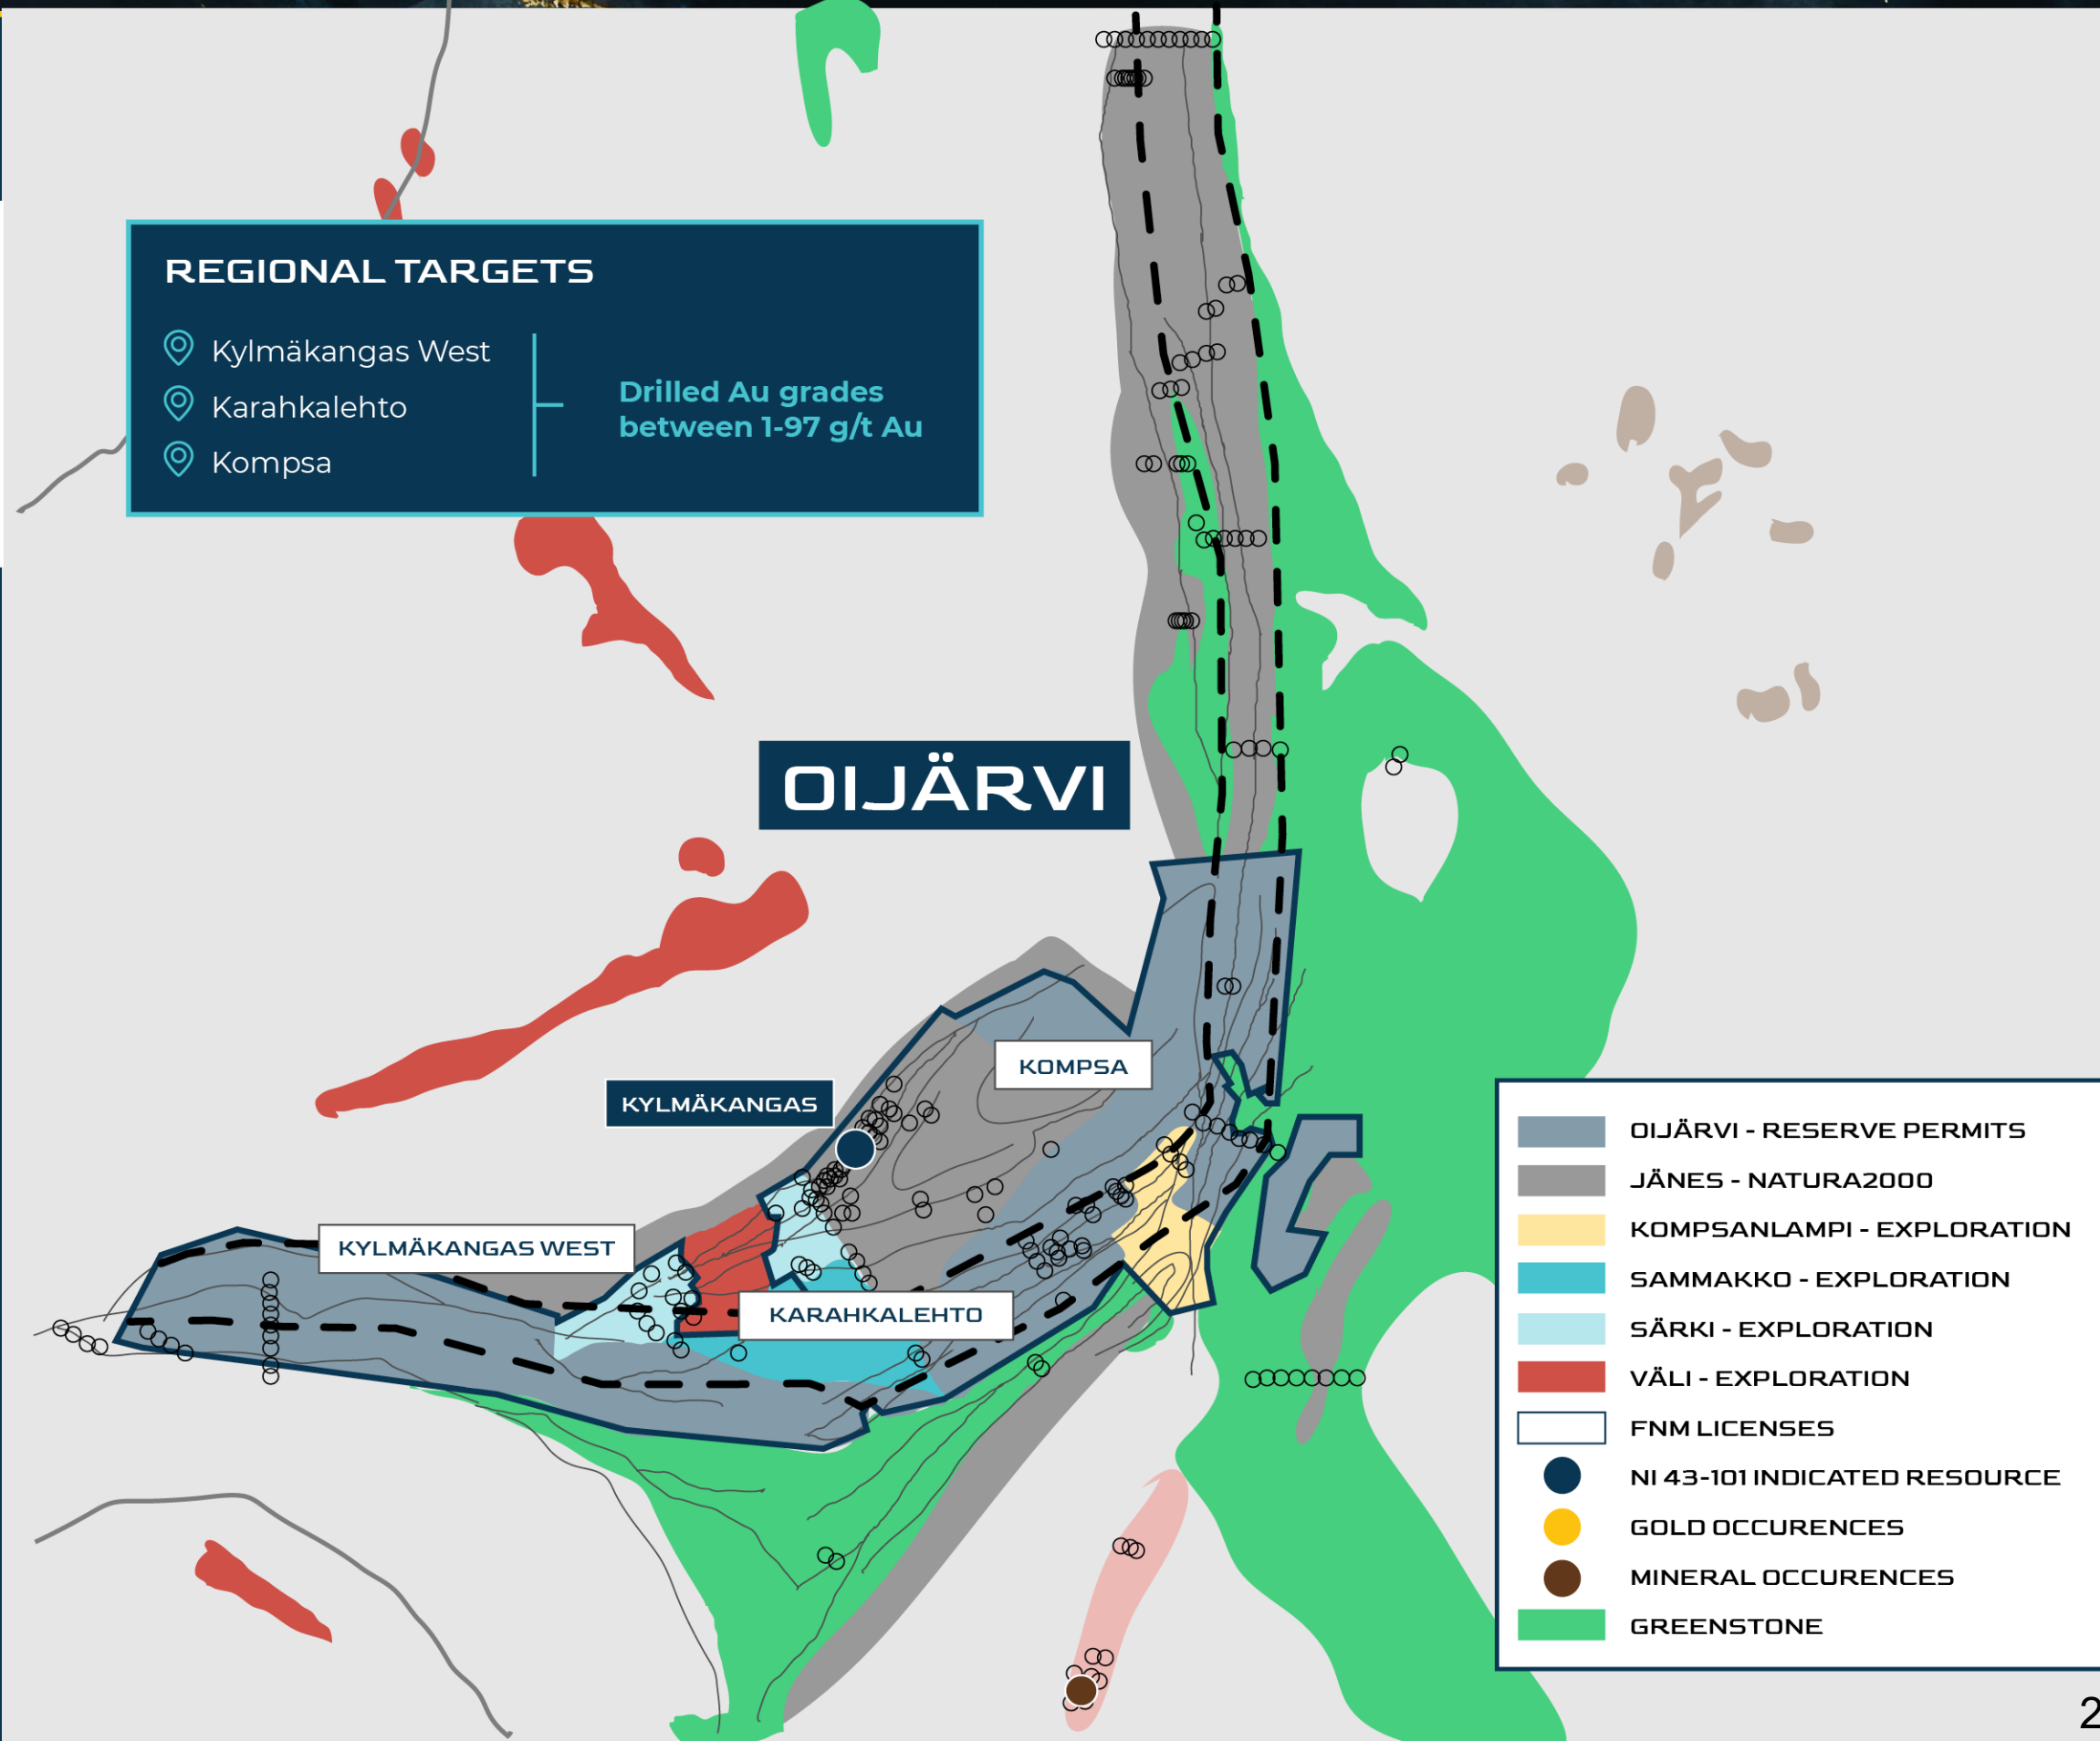 REGIONAL TARGETS
Kylmäkangas West
Karahkalehto
Kompsa
Drilled Au grades
between 1-97 g/t Au
OIJÄRVI
KOMPSA
KYLMÄKANGAS
KYLMÄKANGAS WEST
KARAHKALEHTO
OIJÄRVI - RESERVE PERMITS
JÄNES - NATURA2000
KOMPSANLAMPI - EXPLORATION
SAMMAKKO - EXPLORATION
SÄRKI - EXPLORATION
VÄLI - EXPLORATION
FNM LICENSES
NI 43-101 INDICATED RESOURCE
GOLD OCCURENCES
MINERAL OCCURENCES
GREENSTONE
2